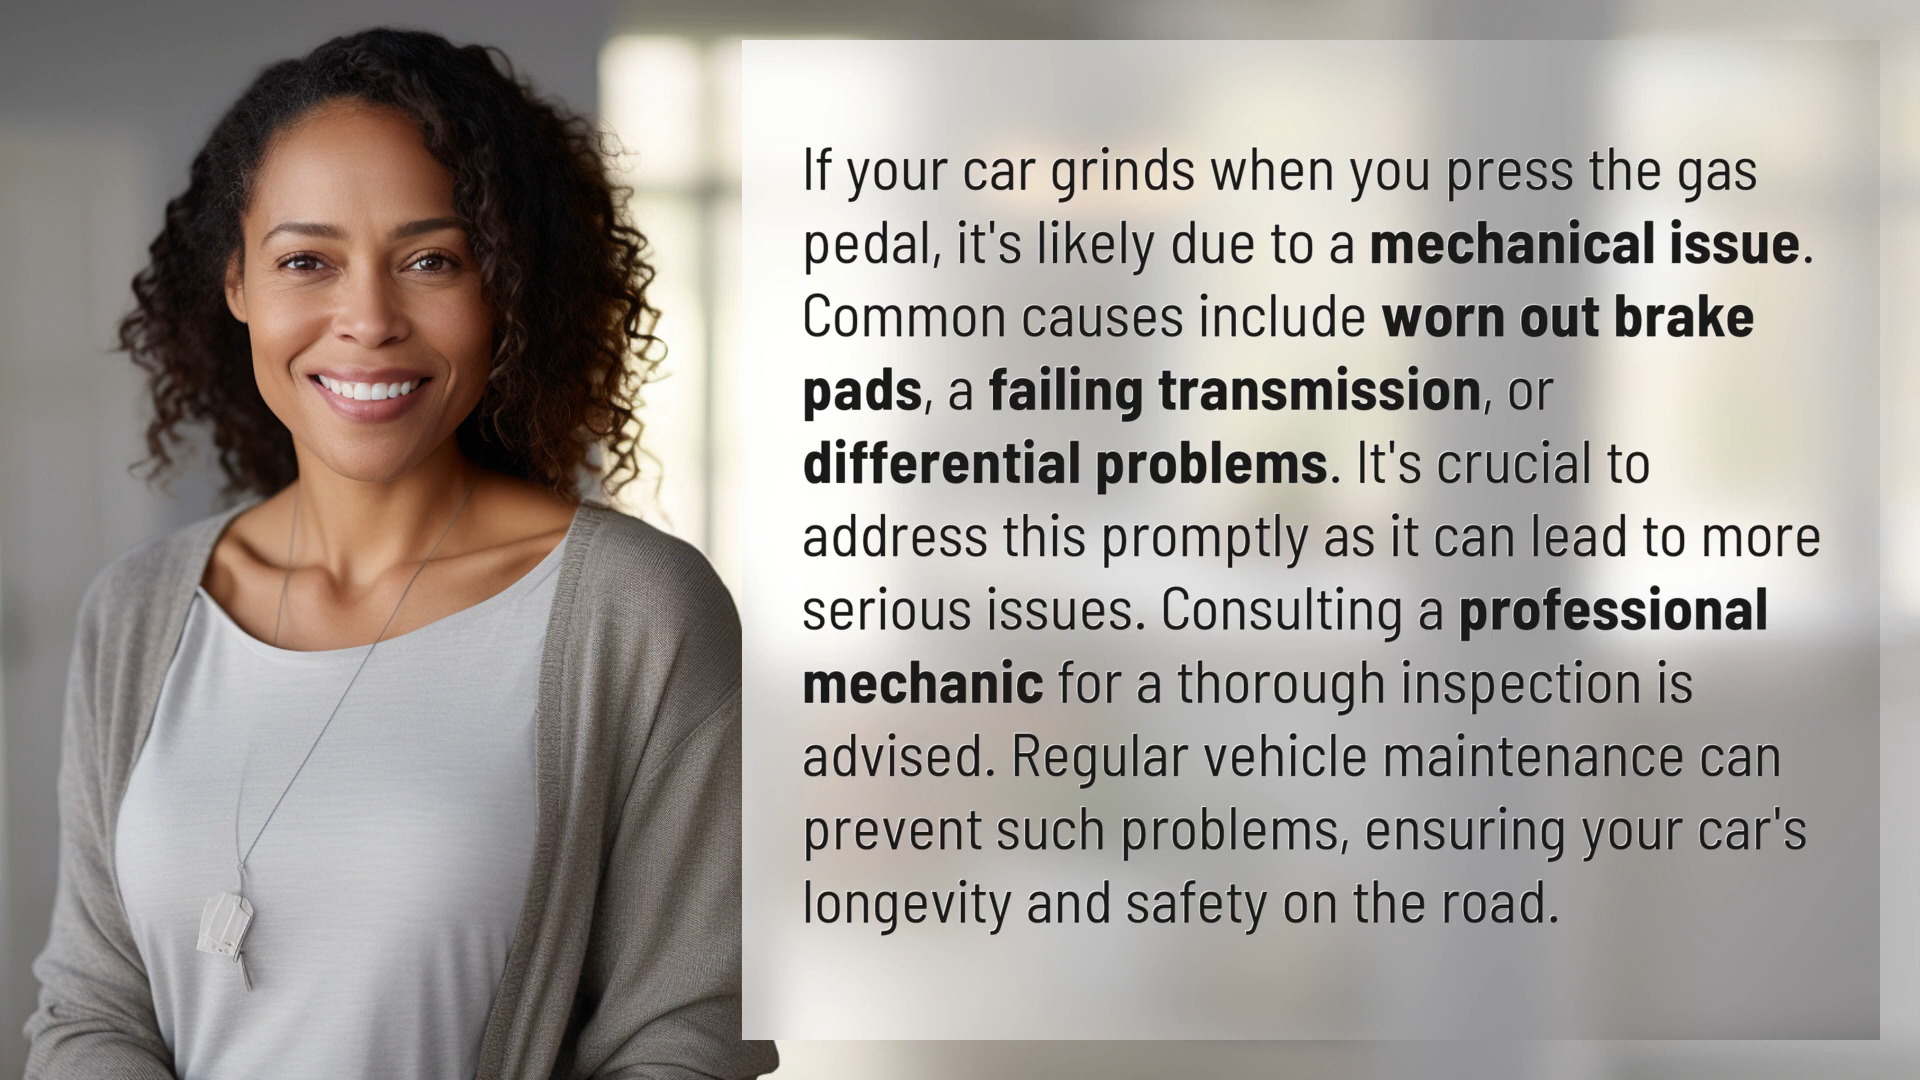 If your car grinds when you press the gas
pedal, it's likely due to a mechanical issue.
Common causes include worn out brake
pads, a failing transmission, or
differential problems. It's crucial to
address this promptly as it can lead to more
serious issues. Consulting a professional
mechanic for a thorough inspection is
advised. Regular vehicle maintenance can
prevent such problems, ensuring your car's
longevity and safety on the road.